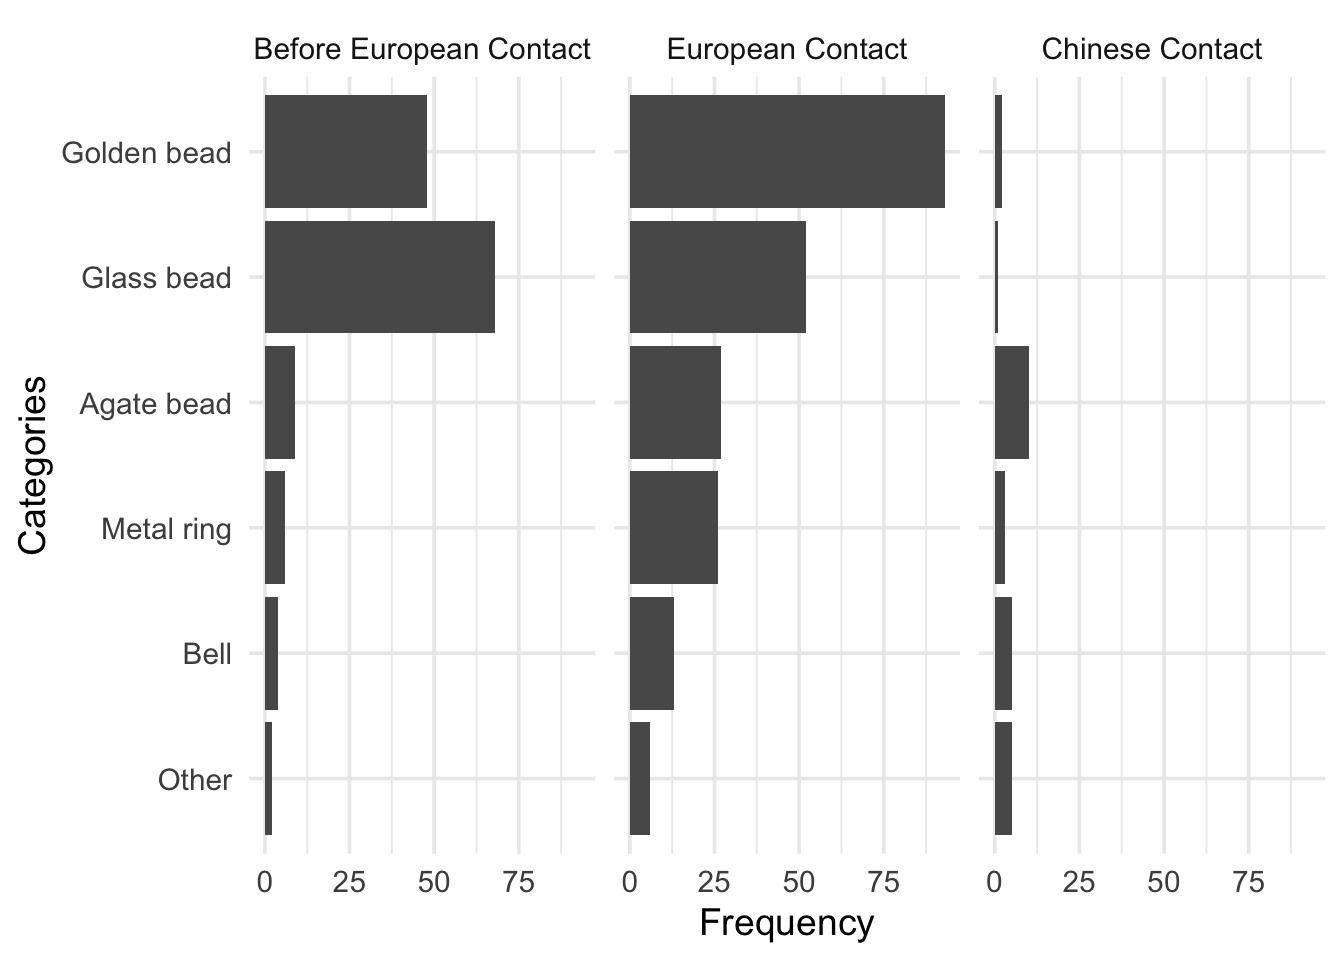 Before European Contact
European Contact
Chinese Contact
Golden bead
Glass bead
Agate bead
Metal ring
Bell
Other
Categories
0 25 50 75
0 25 50 75
0 25 50 75
Frequency